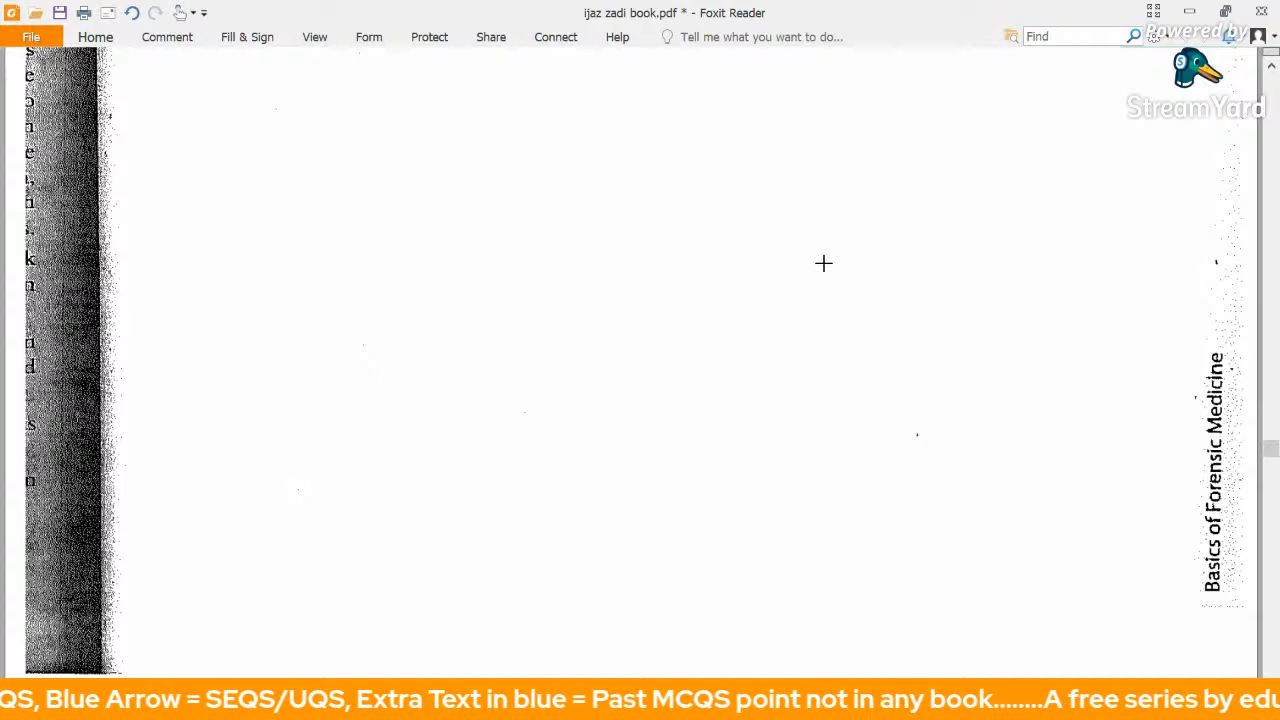 ijaz zadi book.pdf * - Foxit Reader
File Home Comment Fill & Sign View Form Protect Share Connect Help Tell me what you want to do... Find
Powered by
StreamYard
s
e
n
e
n
k
n
d
s
n
Basics of Forensic Medicine
QS, Blue Arrow = SEQS/UQS, Extra Text in blue = Past MCQS point not in any book........A free series by edu